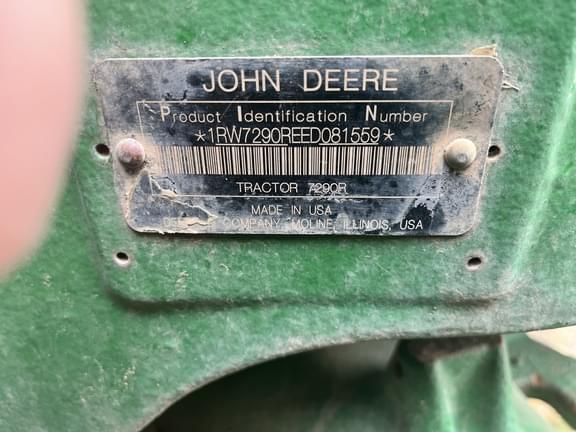 JOHN DEERE
Product Identification Number
*1RW7290REED081559*
TRACTOR 7290R
MADE IN USA
COMPANY MOLINE, ILLINOIS, USA